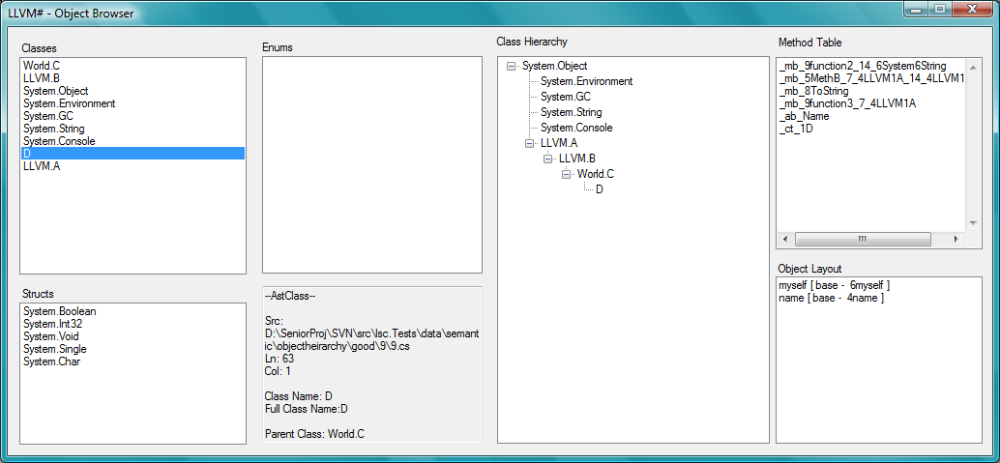 LLVM# - Object Browser
Classes
World.C
LLVM.B
System.Object
System.Environment
System.GC
System.String
System.Console
D
LLVM.A
Enums
Class Hierarchy
System.Object
System.Environment
System.GC
System.String
System.Console
LLVM.A
LLVM.B
World.C
D
Method Table
_mb_9function2_14_6System6String
_mb_5MethB_7_4LLVM1A_14_4LLVM1
_mb_8ToString
_mb_9function3_7_4LLVM1A
_ab_Name
_ct_1D
Structs
System.Boolean
System.Int32
System.Void
System.Single
System.Char
--AstClass--
Src:
D:\SeniorProj\SVN\src\lsc.Tests\data\semant
ic\objectheirarchy\good\9\9.cs
Ln: 63
Col: 1
Class Name: D
Full Class Name:D
Parent Class: World.C
Object Layout
myself [ base -  6myself ]
name [ base -  4name ]